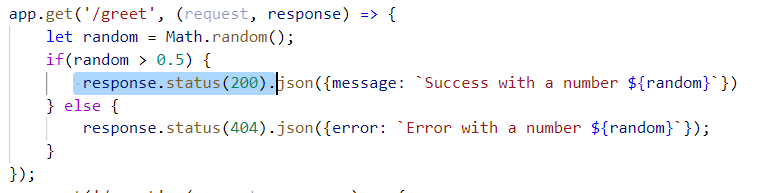 app.get('/greet', (request, response) => {
    let random = Math.random();
    if(random > 0.5) {
        response.status(200).json({message: `Success with a number ${random}`})
    } else {
        response.status(404).json({error: `Error with a number ${random}`});
    }
});